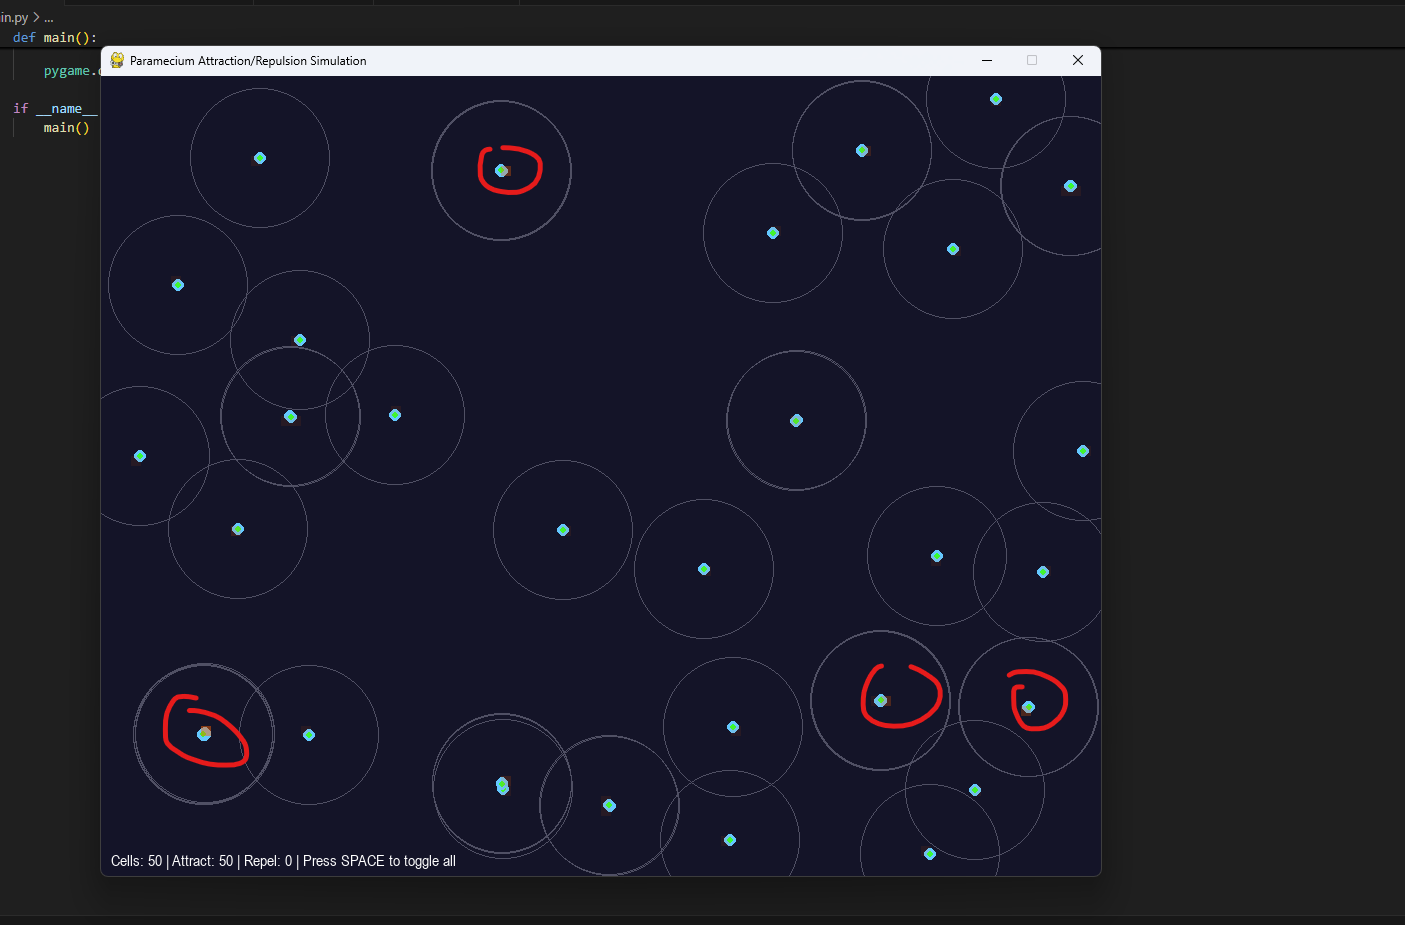 in.py > ...
def main():
pygame.
if __name__
main()
Paramecium Attraction/Repulsion Simulation
Cells: 50 | Attract: 50 | Repel: 0 | Press SPACE to toggle all